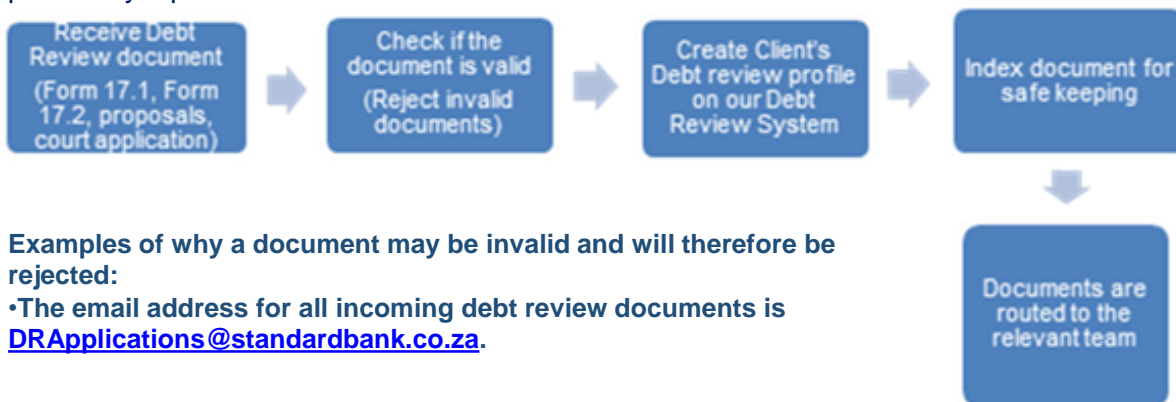 Receive Debt
Review document
(Form 17.1, Form
17.2, proposals,
court application)
Check if the
document is valid
(Reject invalid
documents)
Create Client's
Debt review profile
on our Debt
Review System
Index document for
safe keeping
Documents are
routed to the
relevant team
Examples of why a document may be invalid and will therefore be
rejected:
•The email address for all incoming debt review documents is
DRApplications@standardbank.co.za.